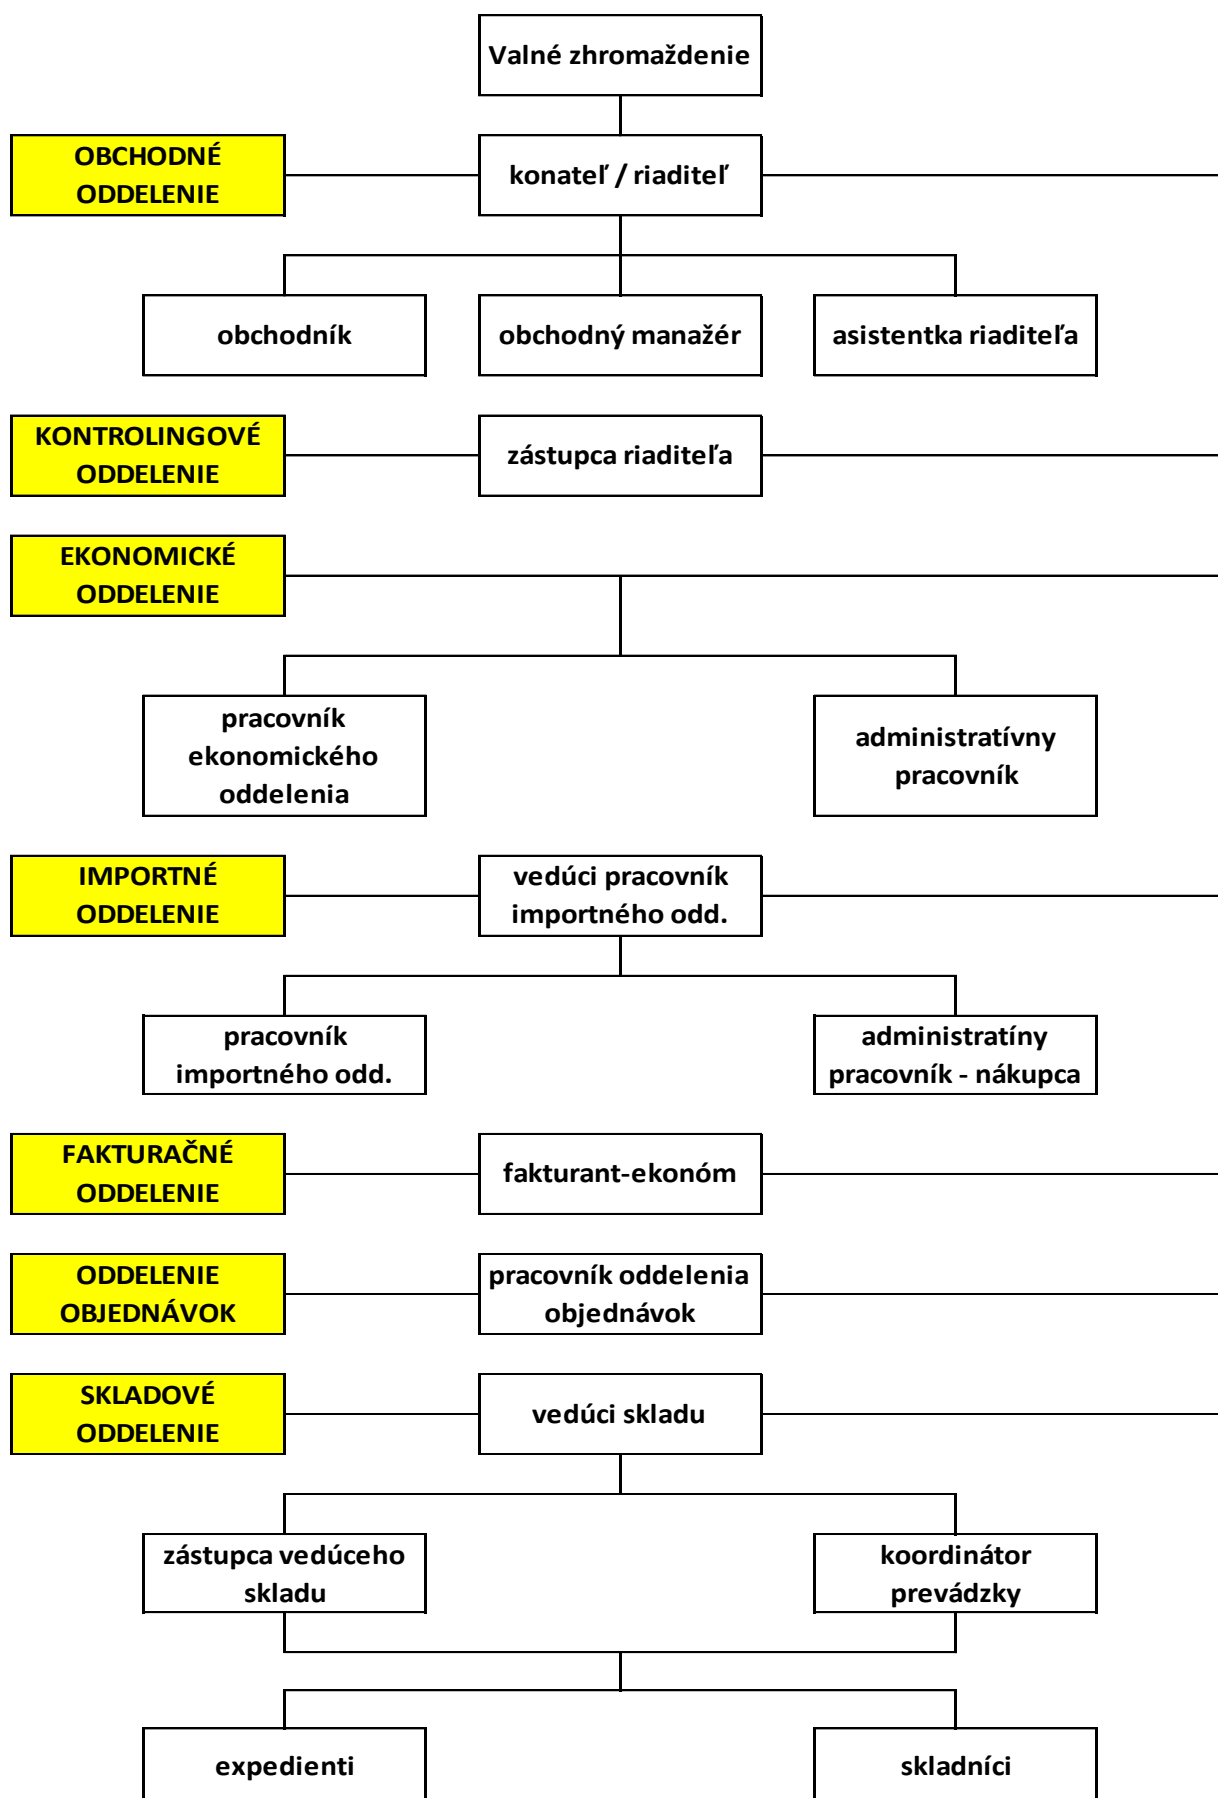 Valné zhromaždenie
OBCHODNÉ
ODDELENIE
konateľ / riaditeľ
obchodník
obchodný manažér
asistentka riaditeľa
KONTROLINGOVÉ
ODDELENIE
zástupca riaditeľa
EKONOMICKÉ
ODDELENIE
pracovník
ekonomického
oddelenia
administratívny
pracovník
IMPORTNÉ
ODDELENIE
vedúci pracovník
importného odd.
pracovník
importného odd.
administratíny
pracovník - nákupca
FAKTURAČNÉ
ODDELENIE
fakturant-ekonóm
ODDELENIE
OBJEDNÁVOK
pracovník oddelenia
objednávok
SKLADOVÉ
ODDELENIE
vedúci skladu
zástupca vedúceho
skladu
koordinátor
prevádzky
expedienti
skladníci